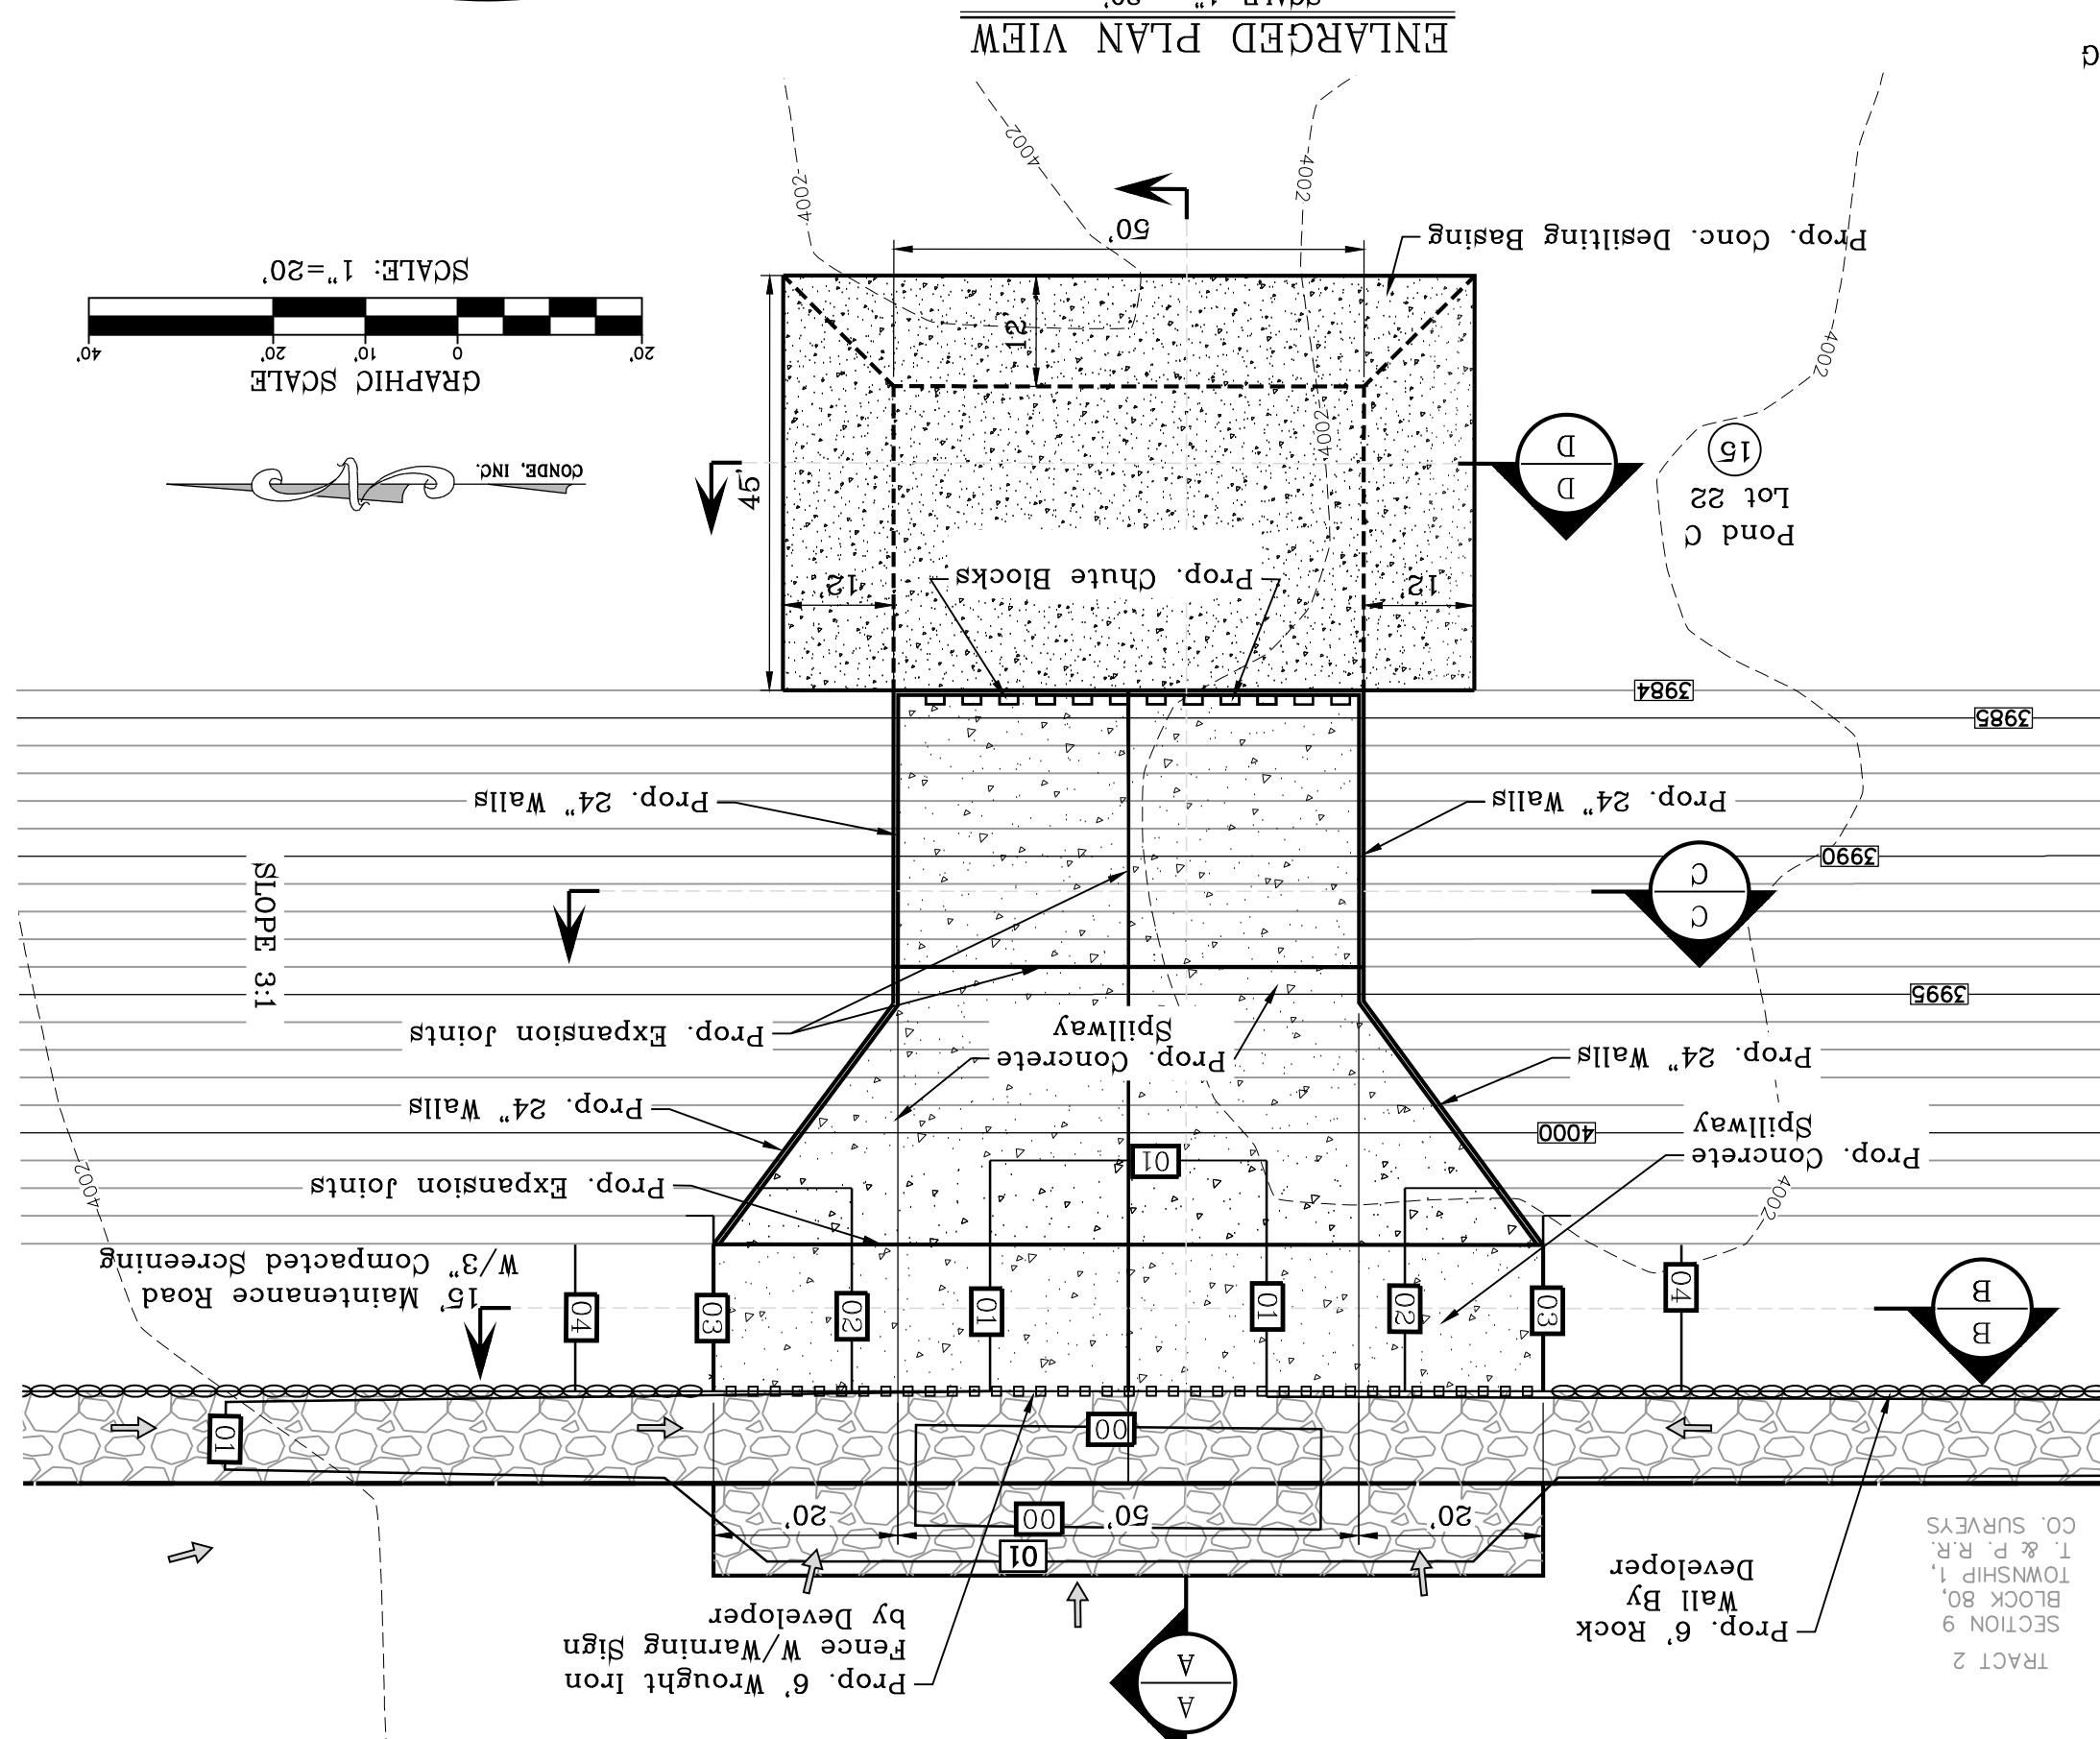 A
A
TRACT 2
SECTION 9
BLOCK 80,
TOWNSHIP 1,
T. & P. R.R.
CO. SURVEYS
Prop. 6' Rock
Wall By
Developer
Prop. 6' Wrought Iron
Fence W/Warning Sign
by Developer
01
20'
50'
00
20'
00
01
B
B
04
03
02
01
01
02
03
04
15' Maintenance Road
W/3" Compacted Screening
4002
Prop. Concrete
Spillway
01
Prop. Expansion Joints
4002
4000
Prop. 24" Walls
Prop. 24" Walls
Prop. Concrete
Spillway
Prop. Expansion Joints
3995
SLOPE 3:1
C
C
3990
Prop. 24" Walls
Prop. 24" Walls
3985
3984
12'
Prop. Chute Blocks
12'
Pond C
Lot 22
15
D
D
45'
CONDE, INC.
4002
4002
12'
GRAPHIC SCALE
20'
0
10'
20'
40'
SCALE: 1"=20'
Prop. Conc. Desilting Basing
50'
4002
4002
4002
G
ENLARGED PLAN VIEW